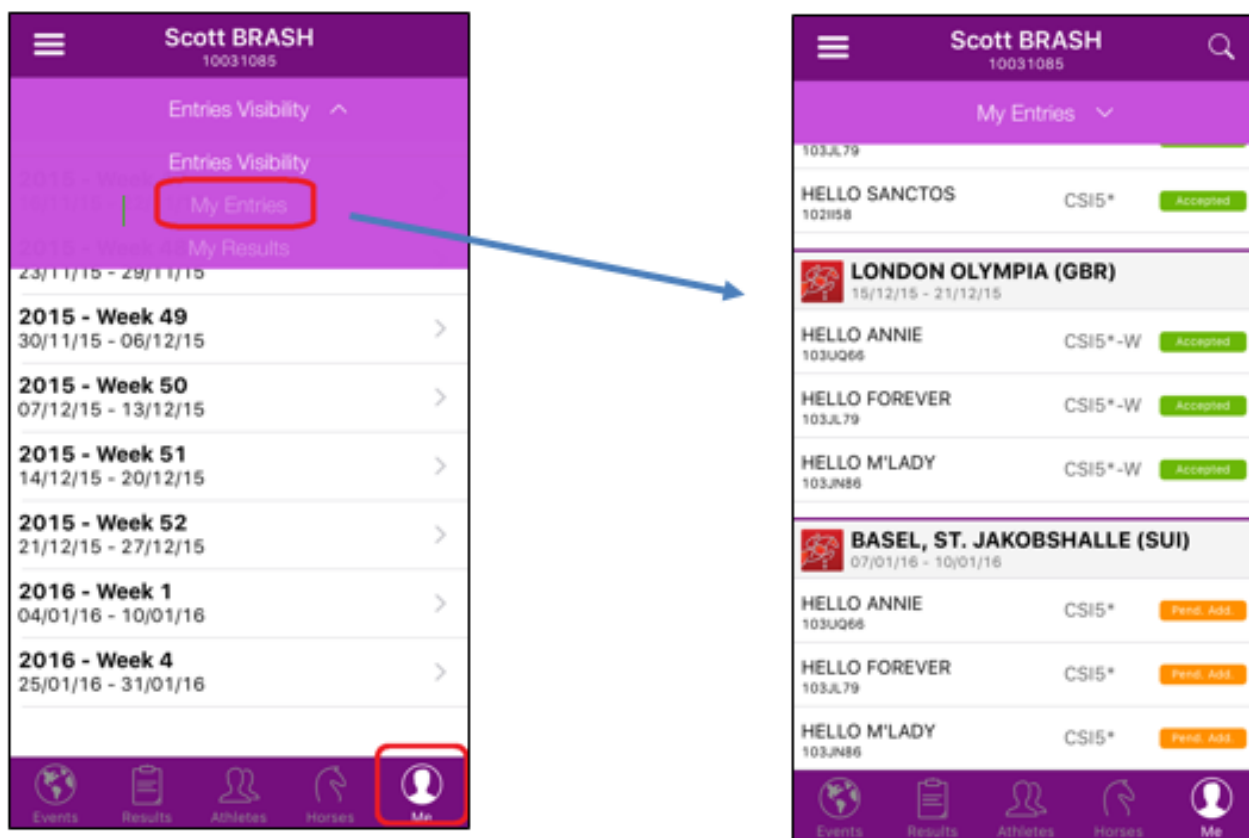 Scott BRASH
10031085
Entries Visibility
Entries Visibility
My Entries
My Results
23/11/15 - 29/11/15
2015 - Week 49
30/11/15 - 06/12/15
2015 - Week 50
07/12/15 - 13/12/15
2015 - Week 51
14/12/15 - 20/12/15
2015 - Week 52
21/12/15 - 27/12/15
2016 - Week 1
04/01/16 - 10/01/16
2016 - Week 4
25/01/16 - 31/01/16
Events Results Athletes Horses Me
Scott BRASH
10031085
My Entries
103JL79
HELLO SANCTOS CSI5* Accepted
102II58
LONDON OLYMPIA (GBR)
15/12/15 - 21/12/15
HELLO ANNIE CSI5*-W Accepted
103UQ66
HELLO FOREVER CSI5*-W Accepted
103JL79
HELLO M'LADY CSI5*-W Accepted
103JN86
BASEL, ST. JAKOBSHALLE (SUI)
07/01/16 - 10/01/16
HELLO ANNIE CSI5* Pend. Add.
103UQ66
HELLO FOREVER CSI5* Pend. Add.
103JL79
HELLO M'LADY CSI5* Pend. Add.
103JN86
Events Results Athletes Horses Me